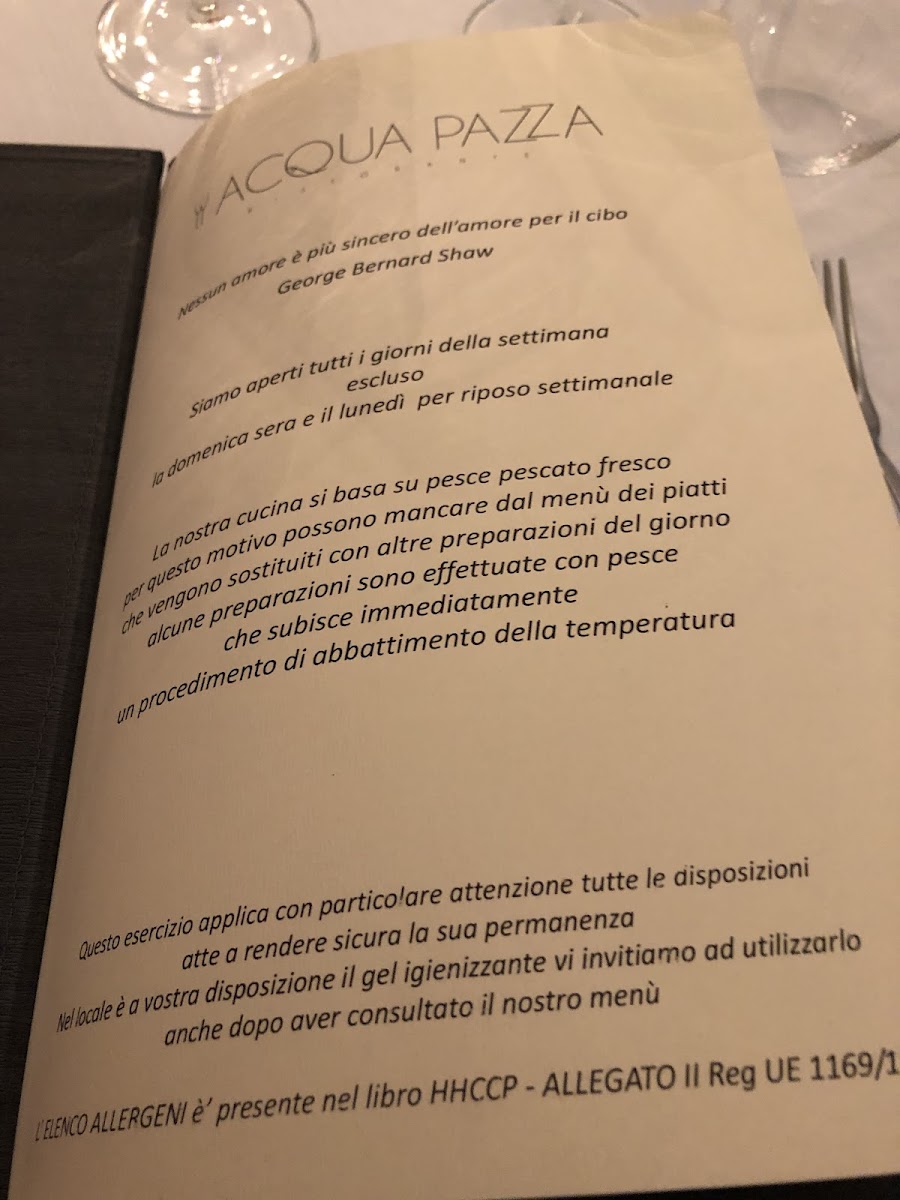 ACQUA PAZZA
RISTORANTE
Nessun amore è più sincero dell'amore per il cibo
George Bernard Shaw
Siamo aperti tutti i giorni della settimana
escluso
la domenica sera e il lunedì per riposo settimanale
La nostra cucina si basa su pesce pescato fresco
per questo motivo possono mancare dal menù dei piatti
che vengono sostituiti con altre preparazioni del giorno
alcune preparazioni sono effettuate con pesce
che subisce immediatamente
un procedimento di abbattimento della temperatura
Questo esercizio applica con particolare attenzione tutte le disposizioni
atte a rendere sicura la sua permanenza
Nel locale è a vostra disposizione il gel igienizzante vi invitiamo ad utilizzarlo
anche dopo aver consultato il nostro menù
L'ELENCO ALLERGENI è' presente nel libro HHCCP - ALLEGATO II Reg UE 1169/1